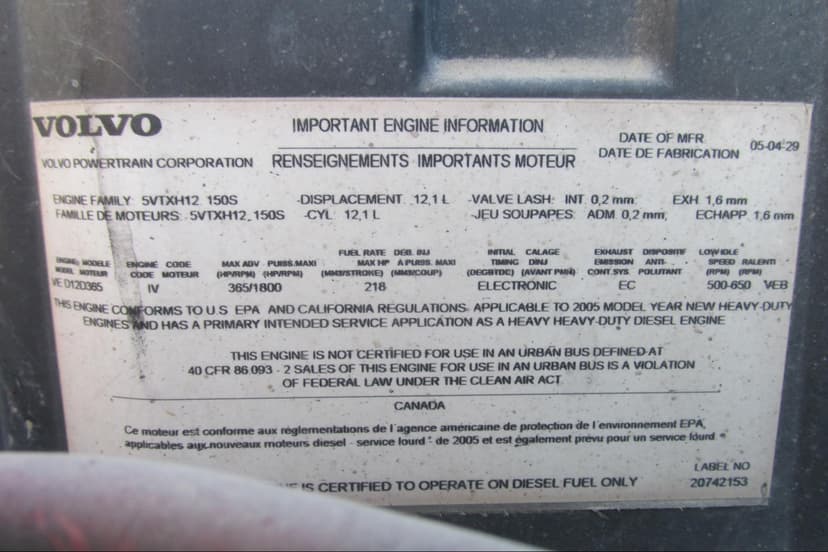 VOLVO
IMPORTANT ENGINE INFORMATION
DATE OF MFR 05-04-29
VOLVO POWERTRAIN CORPORATION RENSEIGNEMENTS IMPORTANTS MOTEUR DATE DE FABRICATION
ENGINE FAMILY 5VTXH12, 150S -DISPLACEMENT 12,1 L -VALVE LASH: INT 0,2 mm, EXH 1,6 mm
FAMILLE DE MOTEURS: 5VTXH12, 150S -CYL 12,1 L -JEU SOUPAPES: ADM 0,2 mm, ECHAPP 1,6 mm
ENGINE MODELE ENGINE CODE MAX ADV PUISS.MAXI FUEL RATE DEB. INJ INITIAL CALAGE EXHAUST DISPOSITIF LOW IDLE
MODEL MOTEUR CODE MOTEUR (HP/RPM) (HP/RPM) MAX HP A PUISS. MAXI TIMING D'INJ EMISSION ANTI- SPEED RALENTI
(MM3/STROKE) (MM3/COUP) (DEGBTDC) (AVANT PMH) CONT.SYS POLLUTANT (RPM) (RPM)
VE D12D365 IV 365/1800 218 ELECTRONIC EC 500-650 VEB
THIS ENGINE CONFORMS TO U.S EPA AND CALIFORNIA REGULATIONS APPLICABLE TO 2005 MODEL YEAR NEW HEAVY-DUTY
ENGINES AND HAS A PRIMARY INTENDED SERVICE APPLICATION AS A HEAVY HEAVY-DUTY DIESEL ENGINE
THIS ENGINE IS NOT CERTIFIED FOR USE IN AN URBAN BUS DEFINED AT
40 CFR 86 093 - 2 SALES OF THIS ENGINE FOR USE IN AN URBAN BUS IS A VIOLATION
OF FEDERAL LAW UNDER THE CLEAN AIR ACT
CANADA
Ce moteur est conforme aux réglementations de l'agence américaine de protection de l'environnement EPA,
applicables aux nouveaux moteurs diesel - service lourd " de 2005 et est également prévu pour un service lourd "
LABEL NO
IS CERTIFIED TO OPERATE ON DIESEL FUEL ONLY 20742153